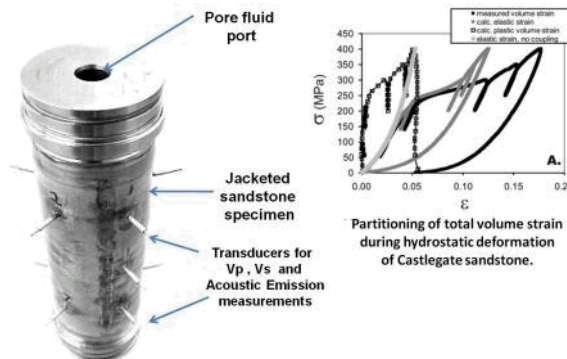 Pore fluid
port
Jacketed
sandstone
specimen
Transducers for
Vp , Vs and
Acoustic Emission
measurements
measured volume strain
calc. elastic strain
calc. plastic volume strain
elastic strain, no coupling
σ (MPa)
450
400
350
300
250
200
150
100
50
0
0.00 0.05 0.10 0.15 0.20
A.
ε
Partitioning of total volume strain
during hydrostatic deformation
of Castlegate sandstone.